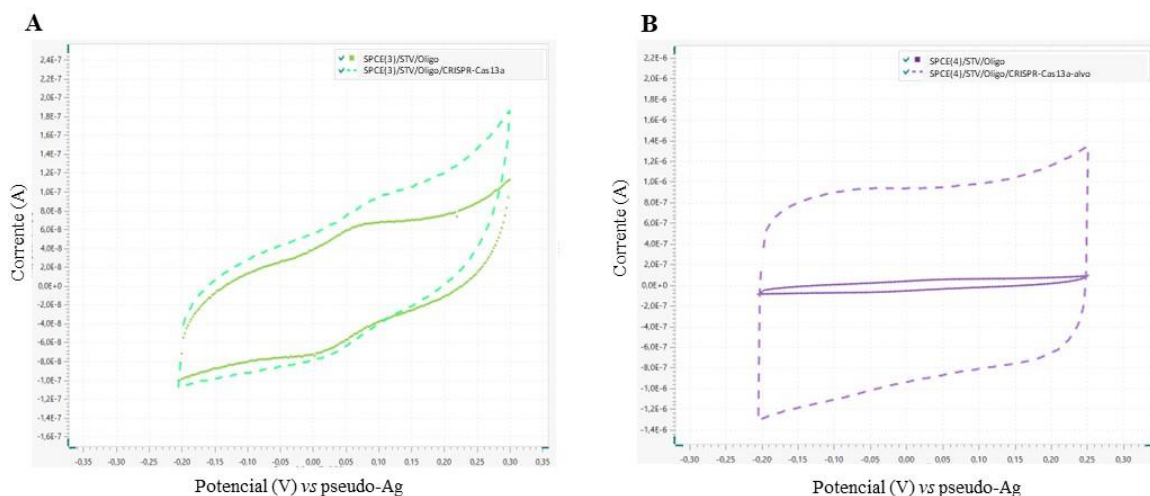 A
SPCE(3)/STV/Oligo
SPCE(3)/STV/Oligo/CRISPR-Cas13a
2,4E-7
2,2E-7
2,0E-7
1,8E-7
1,6E-7
1,4E-7
1,2E-7
1,0E-7
8,0E-8
6,0E-8
4,0E-8
2,0E-8
0,0E+0
-2,0E-8
-4,0E-8
-6,0E-8
-8,0E-8
-1,0E-7
-1,2E-7
-1,4E-7
-1,6E-7
Corrente (A)
-0,35 -0,20 -0,20 -0,15 -0,10 -0,05 0,00 0,05 0,10 0,15 0,20 0,25 0,30 0,35
Potencial (V) vs pseudo-Ag
B
SPCE(4)/STV/Oligo
SPCE(4)/STV/Oligo/CRISPR-Cas13a-alvo
2,2E-6
2,0E-6
1,8E-6
1,6E-6
1,4E-6
1,2E-6
1,0E-6
8,0E-7
6,0E-7
4,0E-7
2,0E-7
0,0E+0
-2,0E-7
-4,0E-7
-6,0E-7
-8,0E-7
-1,0E-6
-1,2E-6
-1,4E-6
Corrente (A)
-0,30 -0,25 -0,20 -0,15 -0,10 -0,05 0,00 0,05 0,10 0,15 0,20 0,25 0,30
Potencial (V) vs pseudo-Ag